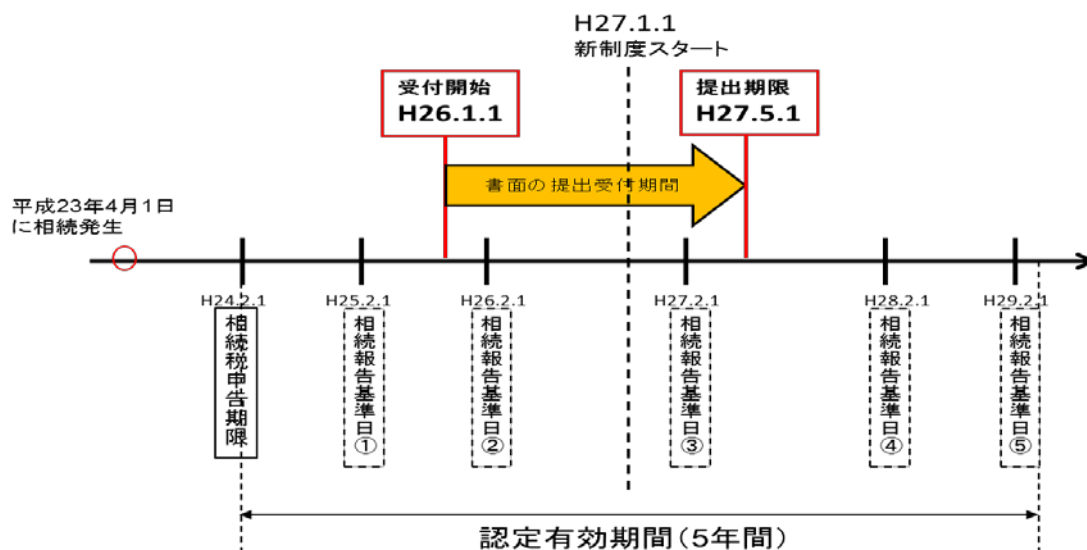 H27.1.1
新制度スタート
受付開始
H26.1.1
提出期限
H27.5.1
書面の提出受付期間
平成23年4月1日
に相続発生
H24.2.1
H25.2.1
H26.2.1
H27.2.1
H28.2.1
H29.2.1
相続税申告期限
相続報告基準日①
相続報告基準日②
相続報告基準日③
相続報告基準日④
相続報告基準日⑤
認定有効期間(5年間)